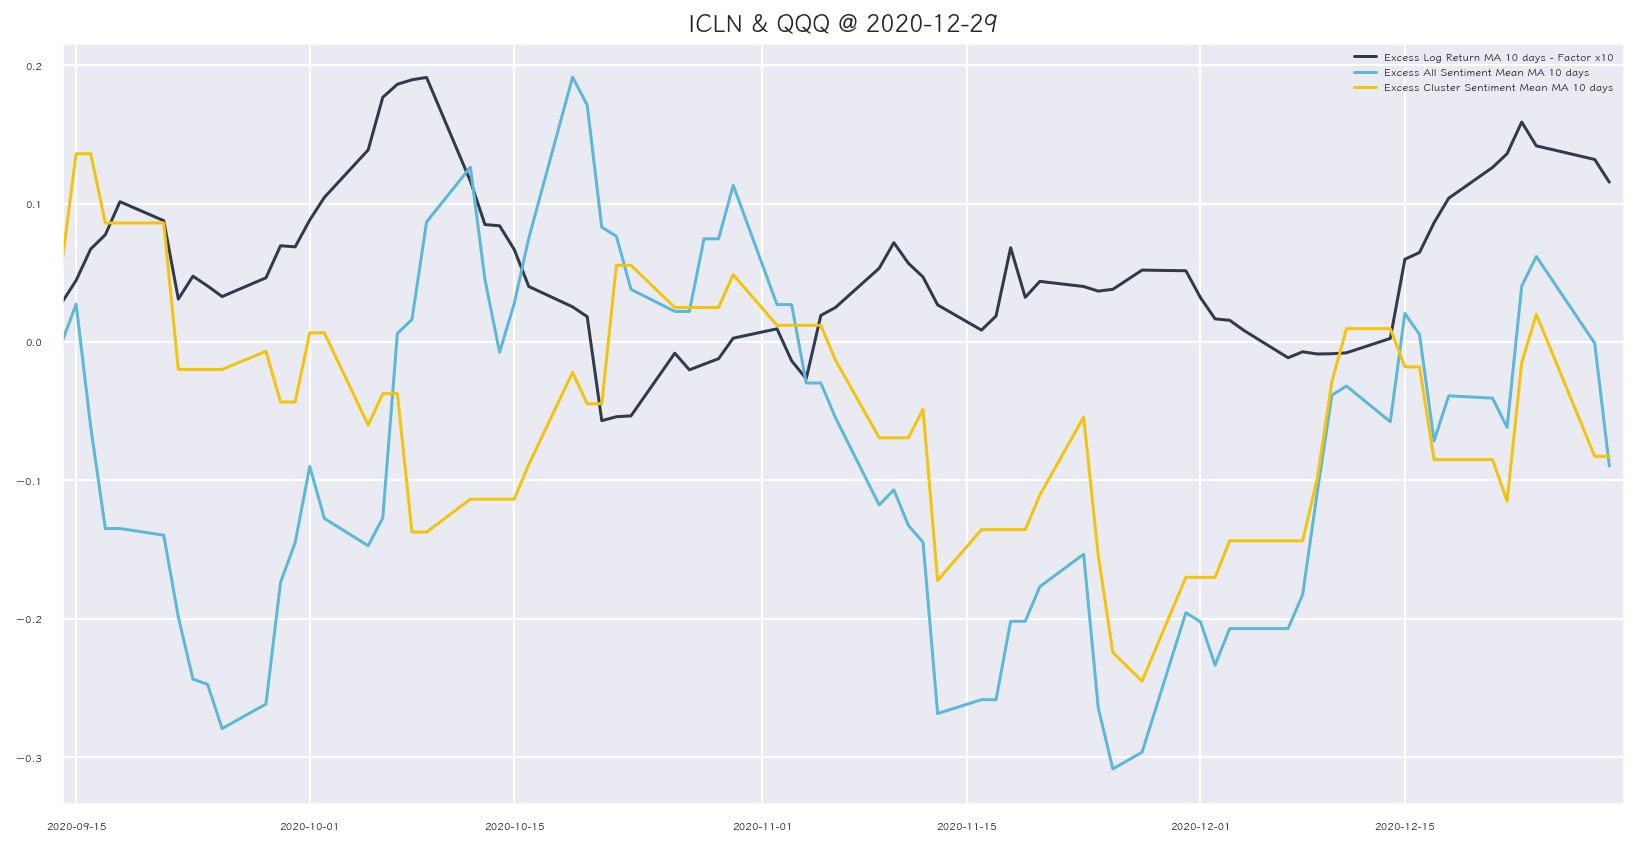 ICLN & QQQ @ 2020-12-29
Excess Log Return MA 10 days - Factor x10
Excess All Sentiment Mean MA 10 days
Excess Cluster Sentiment Mean MA 10 days
0.2
0.1
0.0
−0.1
−0.2
−0.3
2020-09-15 2020-10-01 2020-10-15 2020-11-01 2020-11-15 2020-12-01 2020-12-15